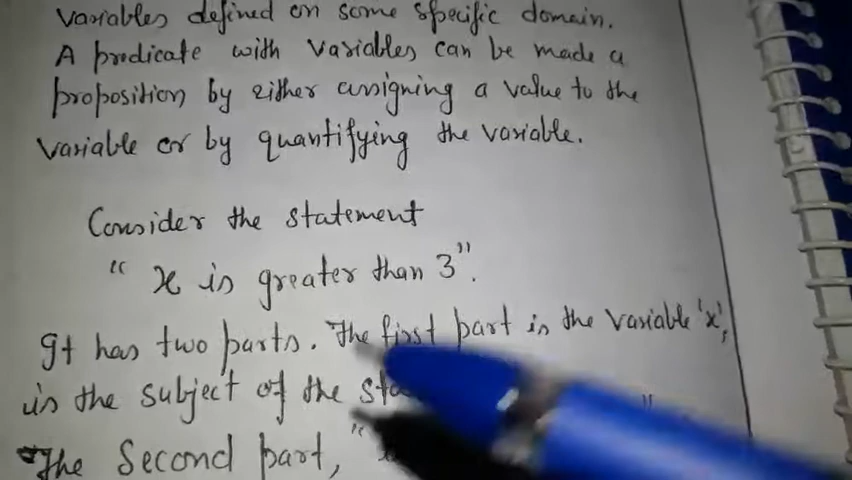 variables defined on some specific domain.
A predicate with variables can be made a
proposition by either assigning a value to the
variable or by quantifying the variable.
Consider the statement
"x is greater than 3".
It has two parts. The first part is the variable 'x',
is the subject of the
The Second part, "